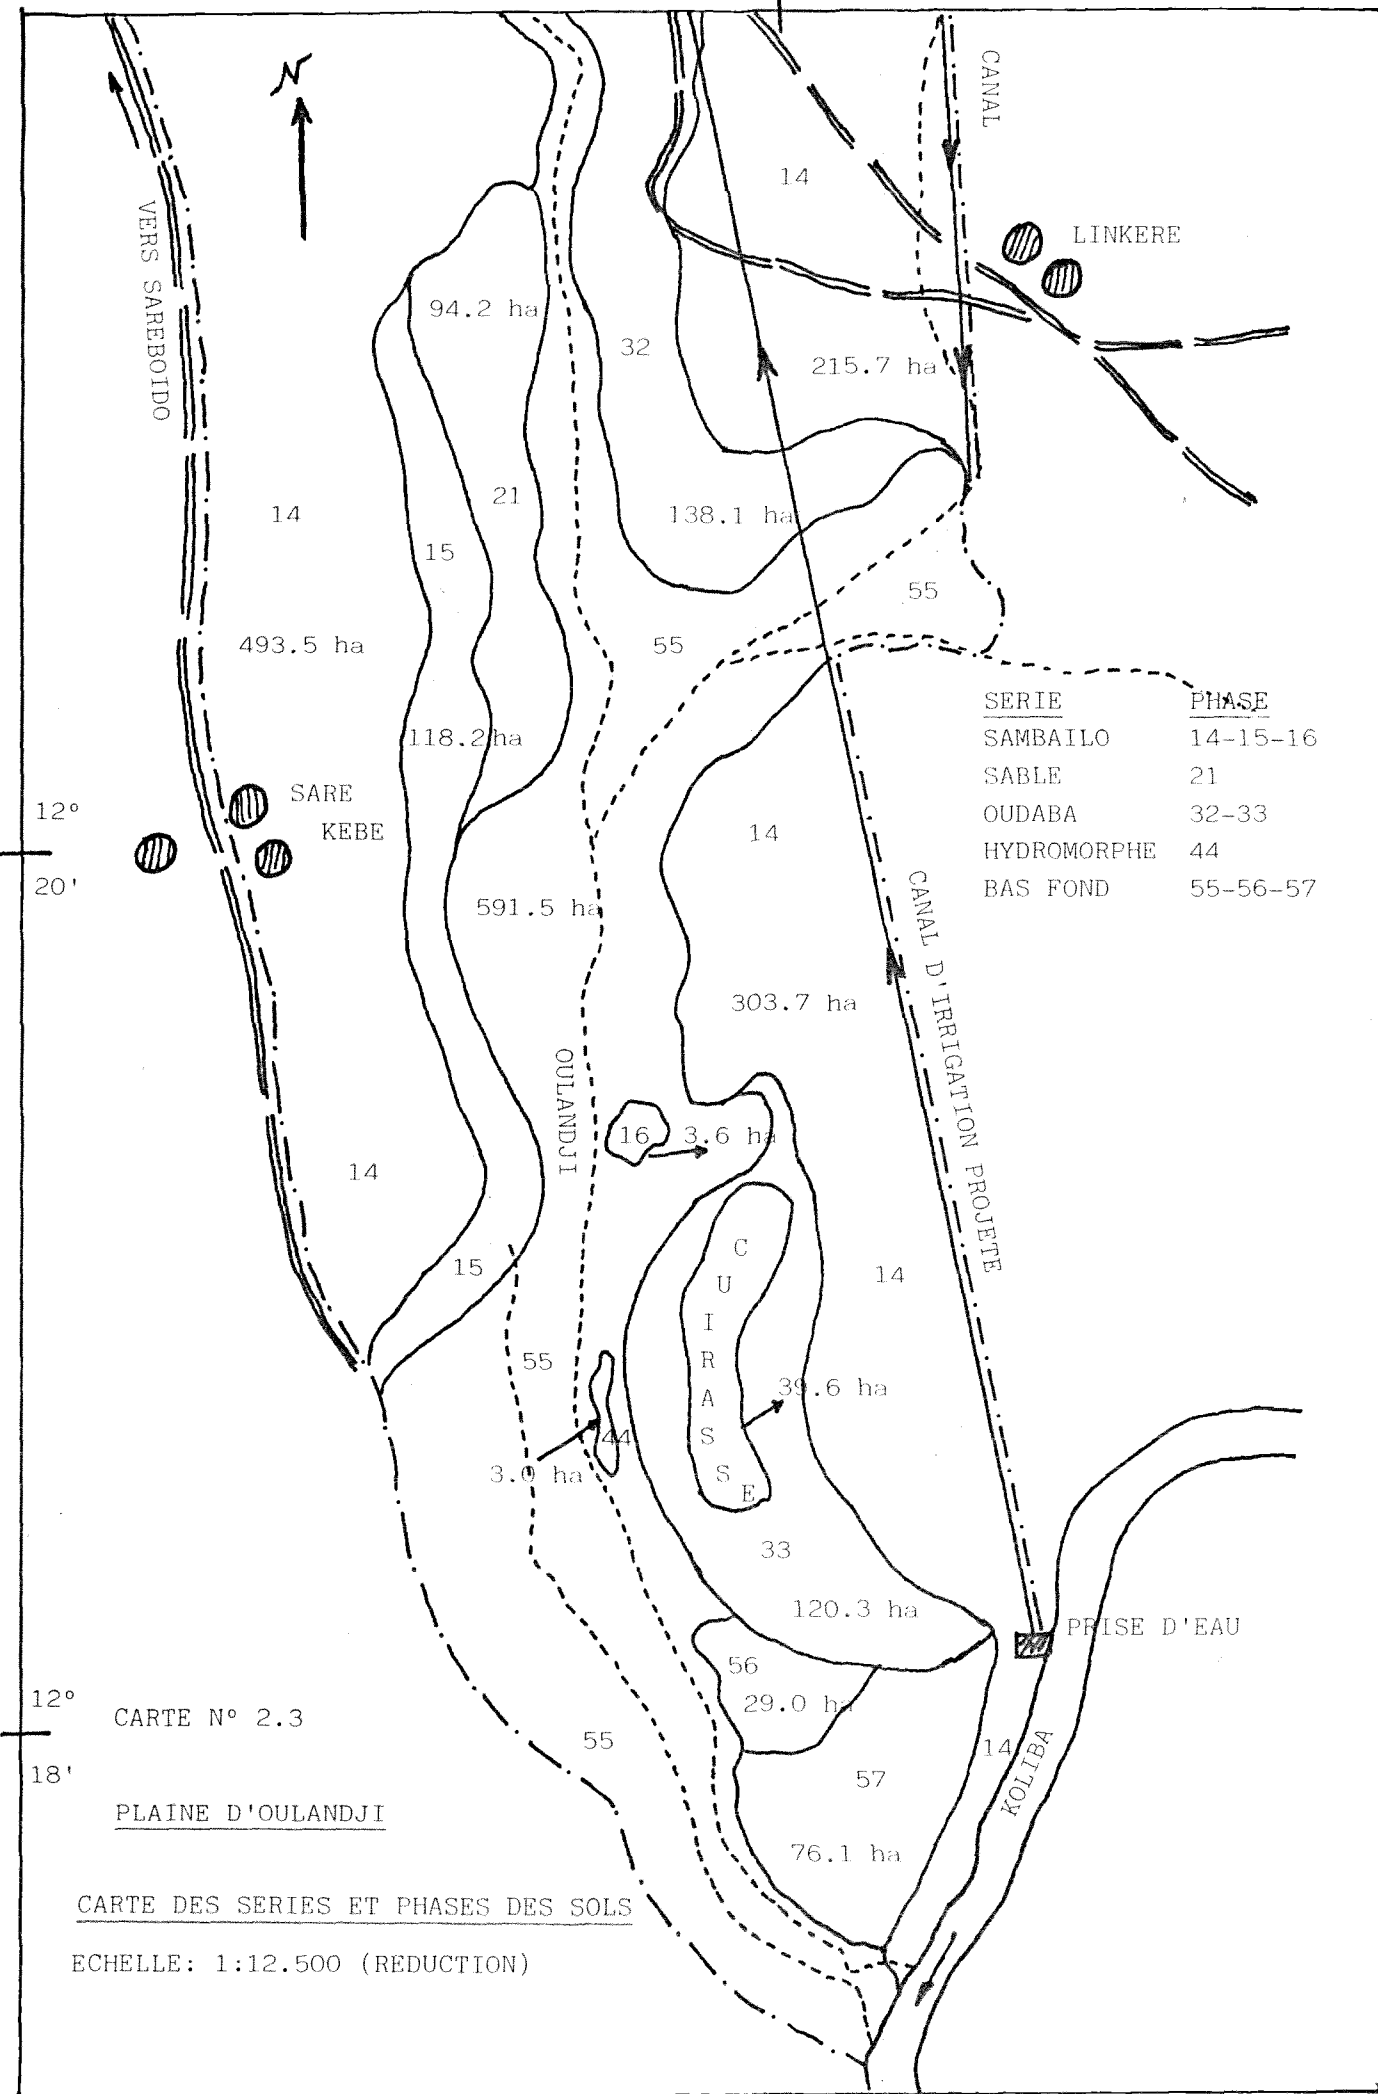 N
CANAL
14
VERS SAREBOIDO
LINKERE
94.2 ha
32
215.7 ha
21
14
138.1 ha
15
55
493.5 ha
55
SERIE PHASE
SAMBAILO 14-15-16
SABLE 21
OUDABA 32-33
HYDROMORPHE 44
BAS FOND 55-56-57
118.2 ha
SARE
KEBE
12°
20'
14
591.5 ha
CANAL D'IRRIGATION PROJETE
303.7 ha
OULANDJI
16 3.6 ha
14
15
14
CUIRASSE
55
39.6 ha
44
3.0 ha
33
120.3 ha
PRISE D'EAU
56
29.0 ha
12°
18'
CARTE N° 2.3
55
14
KOLIBA
57
PLAINE D'OULANDJI
76.1 ha
CARTE DES SERIES ET PHASES DES SOLS
ECHELLE: 1:12.500 (REDUCTION)